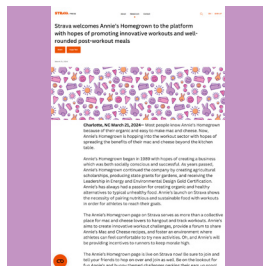 STRAVA
Strava welcomes Annie's Homegrown to the platform
with hopes of promoting innovative workouts and well-
rounded post-workout meals
Charlotte, NC March 21, 2024 – Most people know Annie's Homegrown
because of their organic and easy to make mac and cheese. Now,
Annie's Homegrown is hopping into the workout sector with hopes of
spreading the benefits of their mac and cheese beyond the kitchen
table.
Annie's Homegrown began in 1989 with hopes of creating a business
which was both socially conscious and successful. As years passed,
Annie's Homegrown continued the company by creating agricultural
scholarships, producing state grants for gardens, and receiving the
Leadership in Energy and Environmental Design Gold Certification.
Annie's has always had a passion for creating organic and healthy
alternatives to typical unhealthy food. Annie's launch on Strava shows
the necessity of pairing nutritious and sustainable foods with workouts
in order for athletes to reach their goals.
The Annie's Homegrown page on Strava serves as more than a collective
place for mac and cheese lovers to hangout and track workouts. Annie's
aims to create innovative workout challenges, provide a forum to share
Annie's Mac and Cheese recipes, and foster an environment where
athletes can feel comfortable to try new activities. Oh, and Annie's will
be providing incentives to carriers to keep morale high.
The Annie's Homegrown page is live on Strava! Be sure to join and
tell your friends to hop on over and join as well. Be on the lookout for